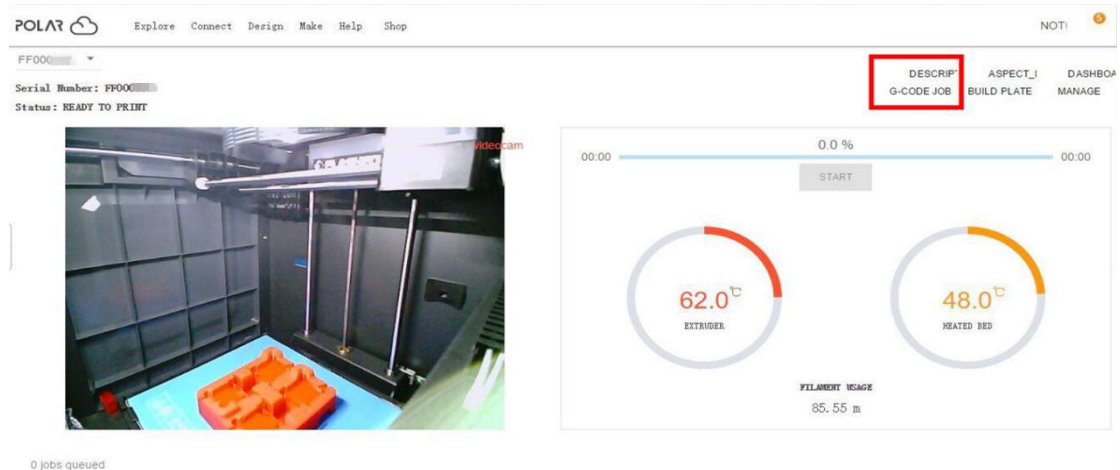 POLAR Explore Connect Design Make Help Shop NOTI 5
FF000
Serial Number: FF000
Status: READY TO PRINT
DESCRIP ASPECT_I DASHBOA
G-CODE JOB BUILD PLATE MANAGE
videocam
0.0 %
00:00 00:00
START
62.0℃ 48.0℃
EXTRUDER HEATED BED
FILAMENT USAGE
85.55 m
0 jobs queued